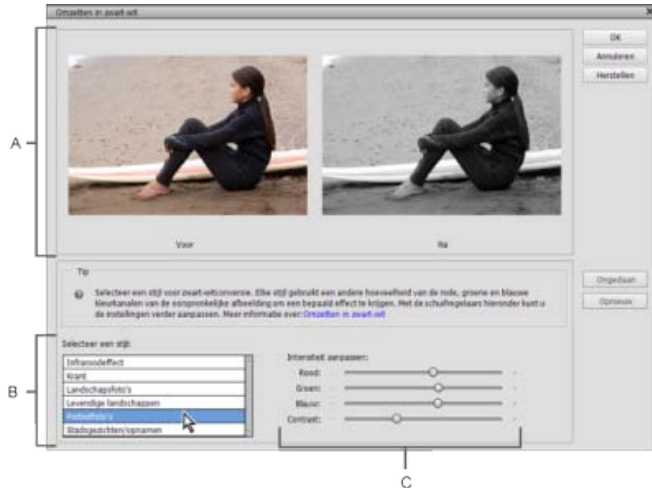 Omzetten in zwart-wit
OK
Annuleren
Herstellen
A
Voor
Na
Tip
Selecteer een stijl voor zwart-witconversie. Elke stijl gebruikt een andere hoeveelheid van de rode, groene en blauwe
kleurkanalen van de oorspronkelijke afbeelding om een bepaald effect te krijgen. Met de schuifregelaars hieronder kunt u
de instellingen verder aanpassen. Meer informatie over: Omzetten in zwart-wit
Ongedaan
Opnieuw
B
Selecteer een stijl:
Infraroodeffect
Krant
Landschapsfoto's
Levendige landschappen
Portretfoto's
Stadsgezichten/opnamen
Intensiteit aanpassen:
Rood:
Groen:
Blauw:
Contrast:
C